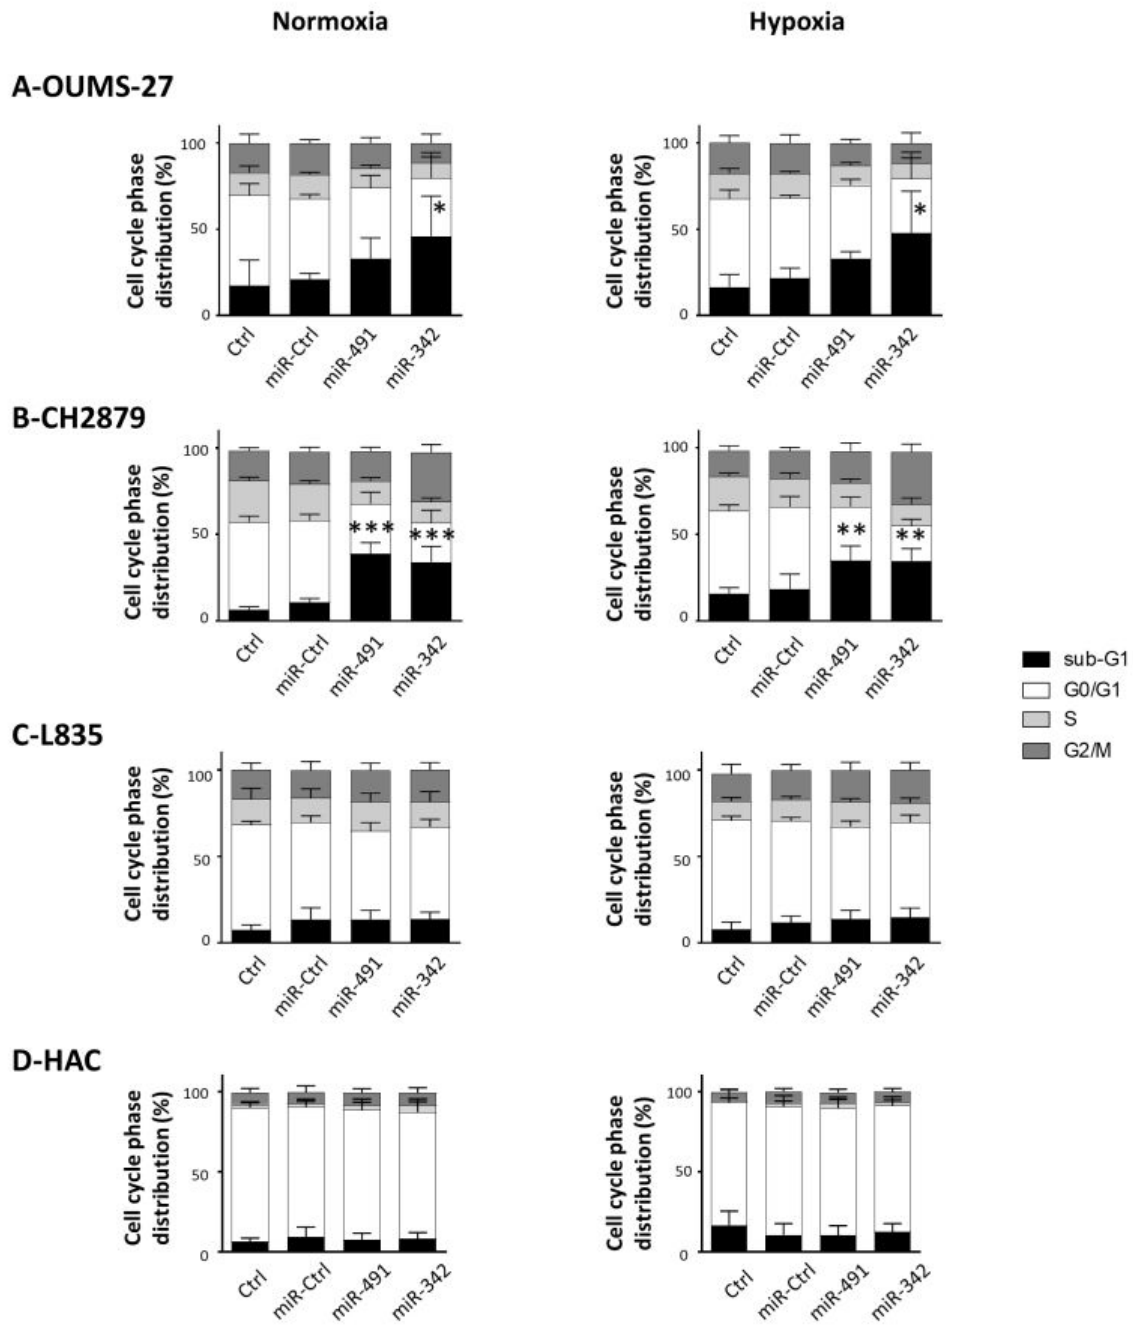 Normoxia
Hypoxia
A-OUMS-27
Cell cycle phase
distribution (%)
100
50
0
Ctrl
miR-Ctrl
miR-491
miR-342
*
Cell cycle phase
distribution (%)
100
50
0
Ctrl
miR-Ctrl
miR-491
miR-342
*
B-CH2879
Cell cycle phase
distribution (%)
100
50
0
Ctrl
miR-Ctrl
miR-491
miR-342
***
***
Cell cycle phase
distribution (%)
100
50
0
Ctrl
miR-Ctrl
miR-491
miR-342
**
**
sub-G1
G0/G1
S
G2/M
C-L835
Cell cycle phase
distribution (%)
100
50
0
Ctrl
miR-Ctrl
miR-491
miR-342
Cell cycle phase
distribution (%)
100
50
0
Ctrl
miR-Ctrl
miR-491
miR-342
D-HAC
Cell cycle phase
distribution (%)
100
50
0
Ctrl
miR-Ctrl
miR-491
miR-342
Cell cycle phase
distribution (%)
100
50
0
Ctrl
miR-Ctrl
miR-491
miR-342